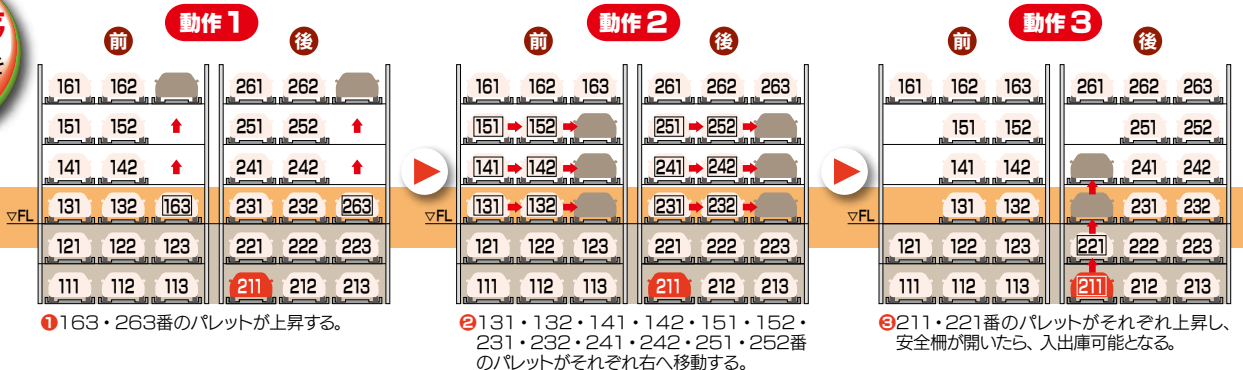 動作1
前 後
161 162 261 262
151 152 251 252
141 142 241 242
▽FL 131 132 163 231 232 263
121 122 123 221 222 223
111 112 113 211 212 213
❶163・263番のパレットが上昇する。
動作2
前 後
161 162 163 261 262 263
151 152 251 252
141 142 241 242
▽FL 131 132 231 232
121 122 123 221 222 223
111 112 113 211 212 213
❷131・132・141・142・151・152・
231・232・241・242・251・252番
のパレットがそれぞれ右へ移動する。
動作3
前 後
161 162 163 261 262 263
151 152 251 252
141 142 241 242
▽FL 131 132 231 232
121 122 123 221 222 223
111 112 113 211 212 213
❸211・221番のパレットがそれぞれ上昇し、
安全柵が開いたら、入出庫可能となる。